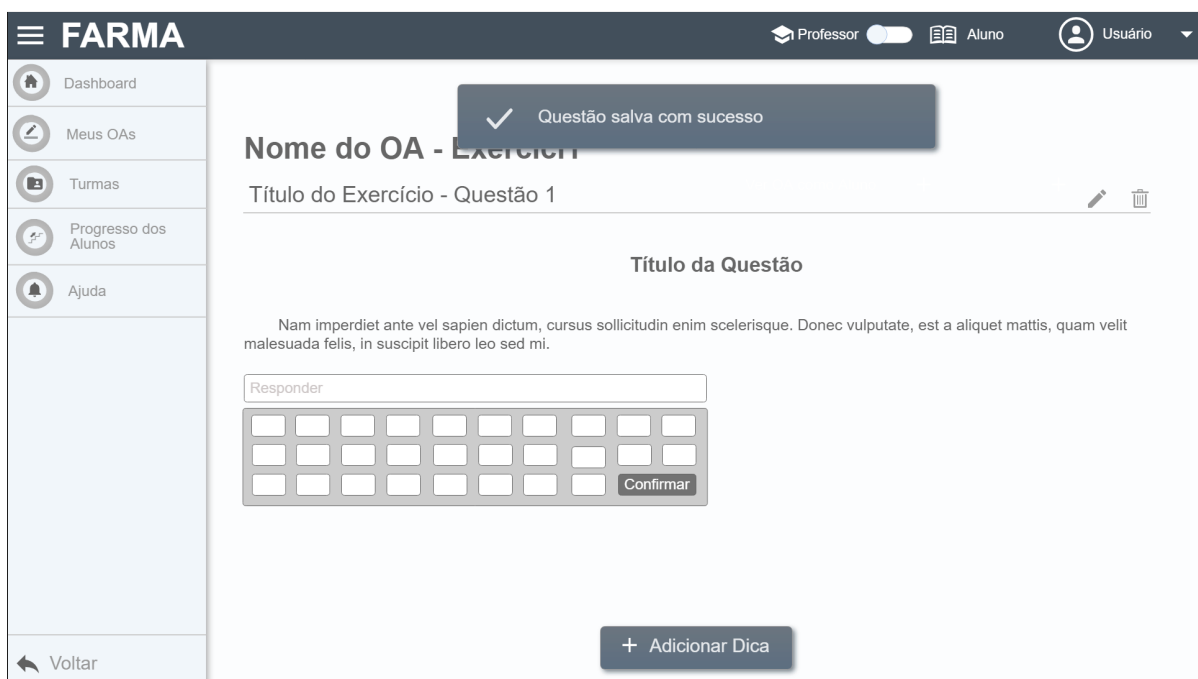 FARMA
Professor
Aluno
Usuário
Dashboard
Meus OAs
Turmas
Progresso dos
Alunos
Ajuda
Voltar
Questão salva com sucesso
Nome do OA -
Título do Exercício - Questão 1
Título da Questão
Nam imperdiet ante vel sapien dictum, cursus sollicitudin enim scelerisque. Donec vulputate, est a aliquet mattis, quam velit
malesuada felis, in suscipit libero leo sed mi.
Responder
Confirmar
+ Adicionar Dica